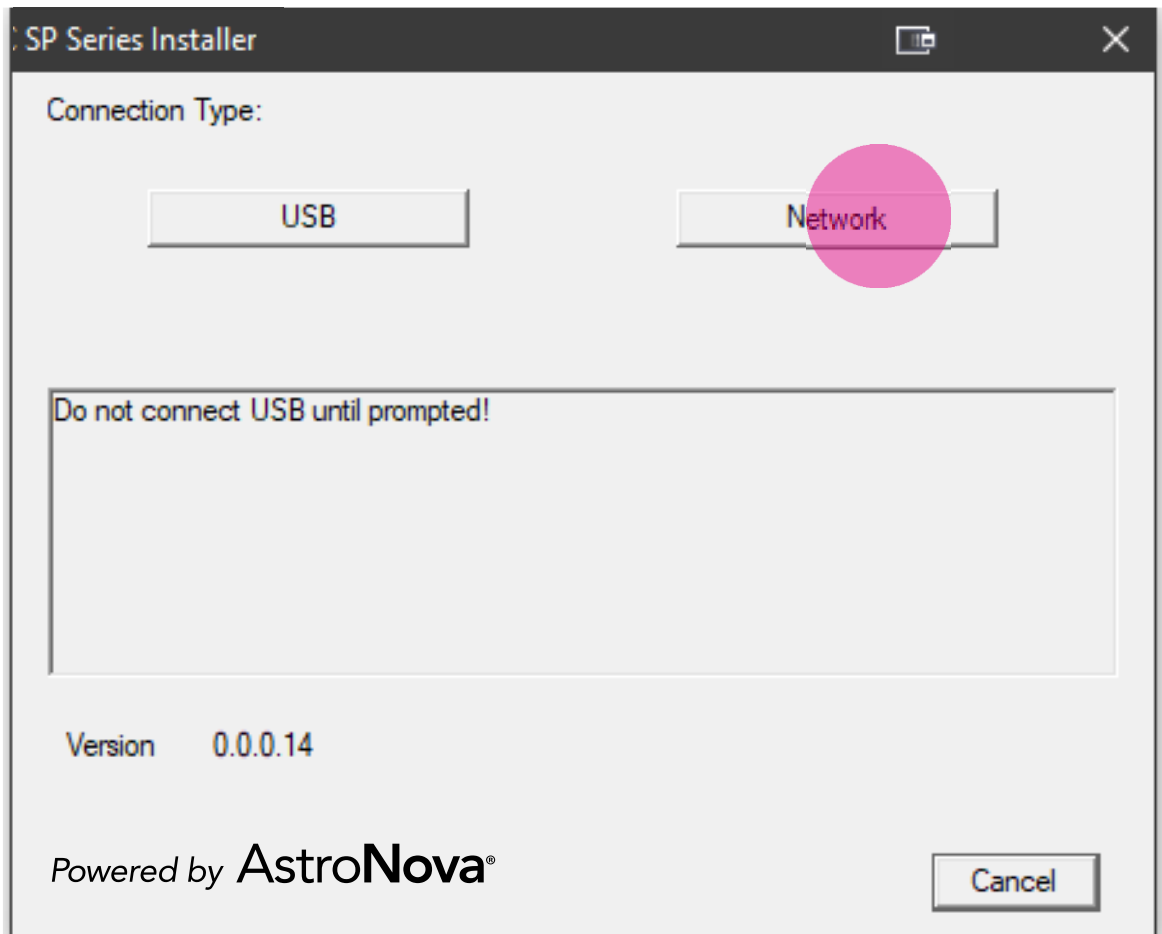 SP Series Installer
Connection Type:
USB Network
Do not connect USB until prompted!
Version 0.0.0.14
Powered by AstroNova®
Cancel